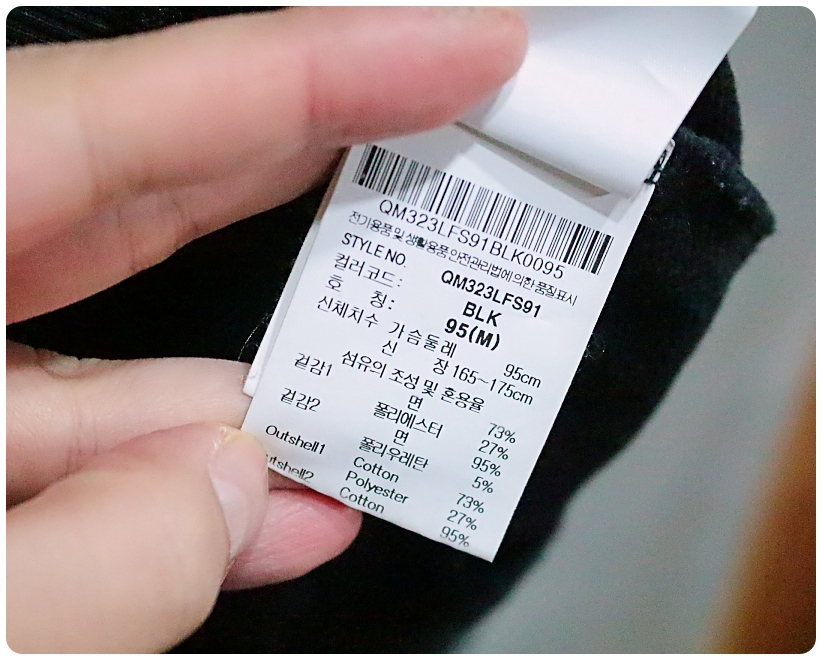 QM323LFS91BLK0095
전기용품 및 생활용품 안전관리법에 의한 품질표시
STYLE NO. QM323LFS91
컬러코드: BLK
호 칭: 95(M)
신체치수 가슴둘레 95cm
신 장 165~175cm
섬유의 조성 및 혼용율
겉감1 면 73%
폴리에스터 27%
겉감2 면 95%
폴리우레탄 5%
Outshell1 Cotton 73%
Polyester 27%
utshell2 Cotton 95%